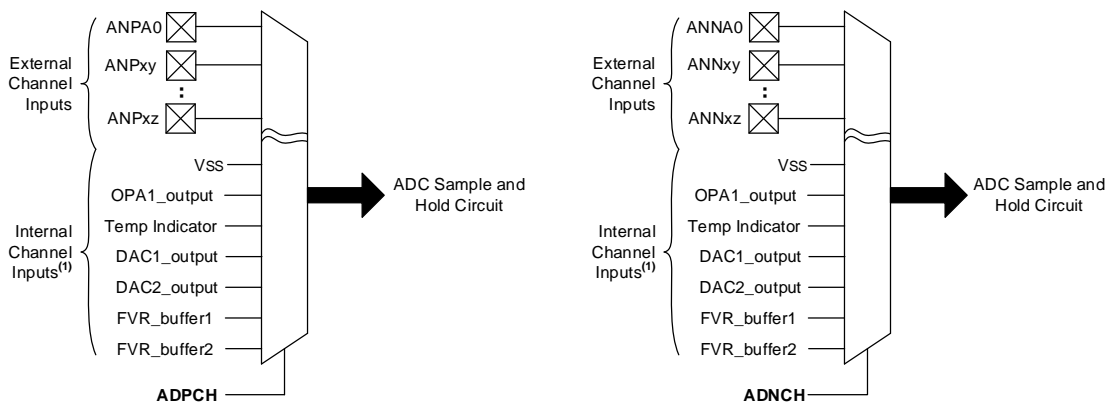 External
Channel
Inputs
ANPA0
ANPxy
ANPxz
Internal
Channel
Inputs(1)
VSS
OPA1_output
Temp Indicator
DAC1_output
DAC2_output
FVR_buffer1
FVR_buffer2
ADPCH
ADC Sample and
Hold Circuit
External
Channel
Inputs
ANNA0
ANNxy
ANNxz
Internal
Channel
Inputs(1)
VSS
OPA1_output
Temp Indicator
DAC1_output
DAC2_output
FVR_buffer1
FVR_buffer2
ADNCH
ADC Sample and
Hold Circuit